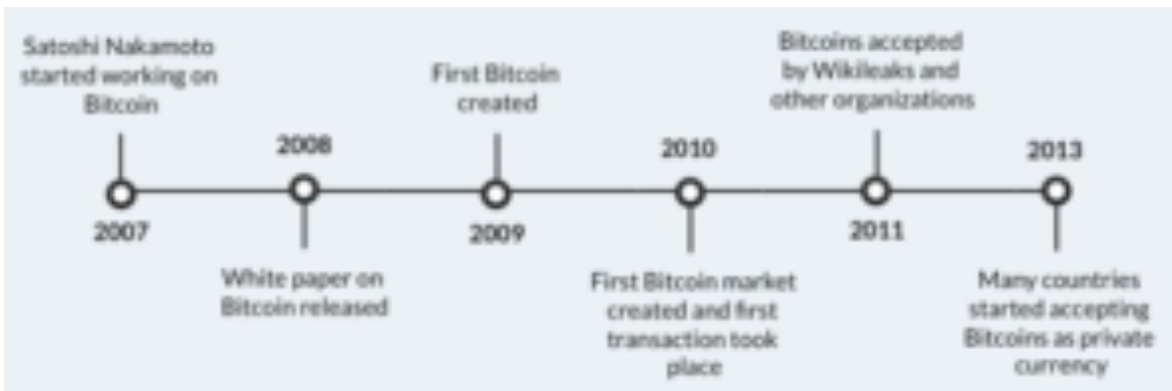 Satoshi Nakamoto
started working on
Bitcoin
2007
2008
White paper on
Bitcoin released
First Bitcoin
created
2009
2010
First Bitcoin market
created and first
transaction took
place
Bitcoins accepted
by Wikileaks and
other organizations
2011
2013
Many countries
started accepting
Bitcoins as private
currency